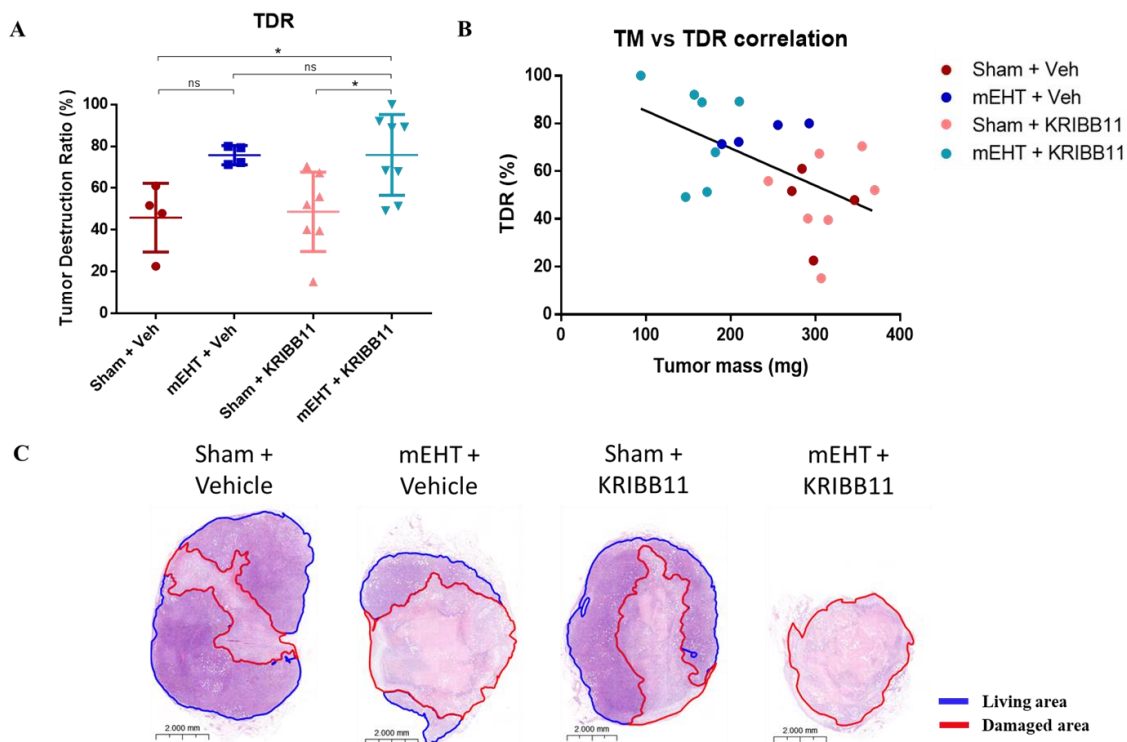 A
TDR
*
ns
ns
*
Tumor Destruction Ratio (%)
100
80
60
40
20
0
Sham + Veh
mEHT + Veh
Sham + KRIBB11
mEHT + KRIBB11
B
TM vs TDR correlation
TDR (%)
100
80
60
40
20
0
0
100
200
300
400
Tumor mass (mg)
Sham + Veh
mEHT + Veh
Sham + KRIBB11
mEHT + KRIBB11
C
Sham +
Vehicle
mEHT +
Vehicle
Sham +
KRIBB11
mEHT +
KRIBB11
2.000 mm
2.000 mm
2.000 mm
2.000 mm
Living area
Damaged area